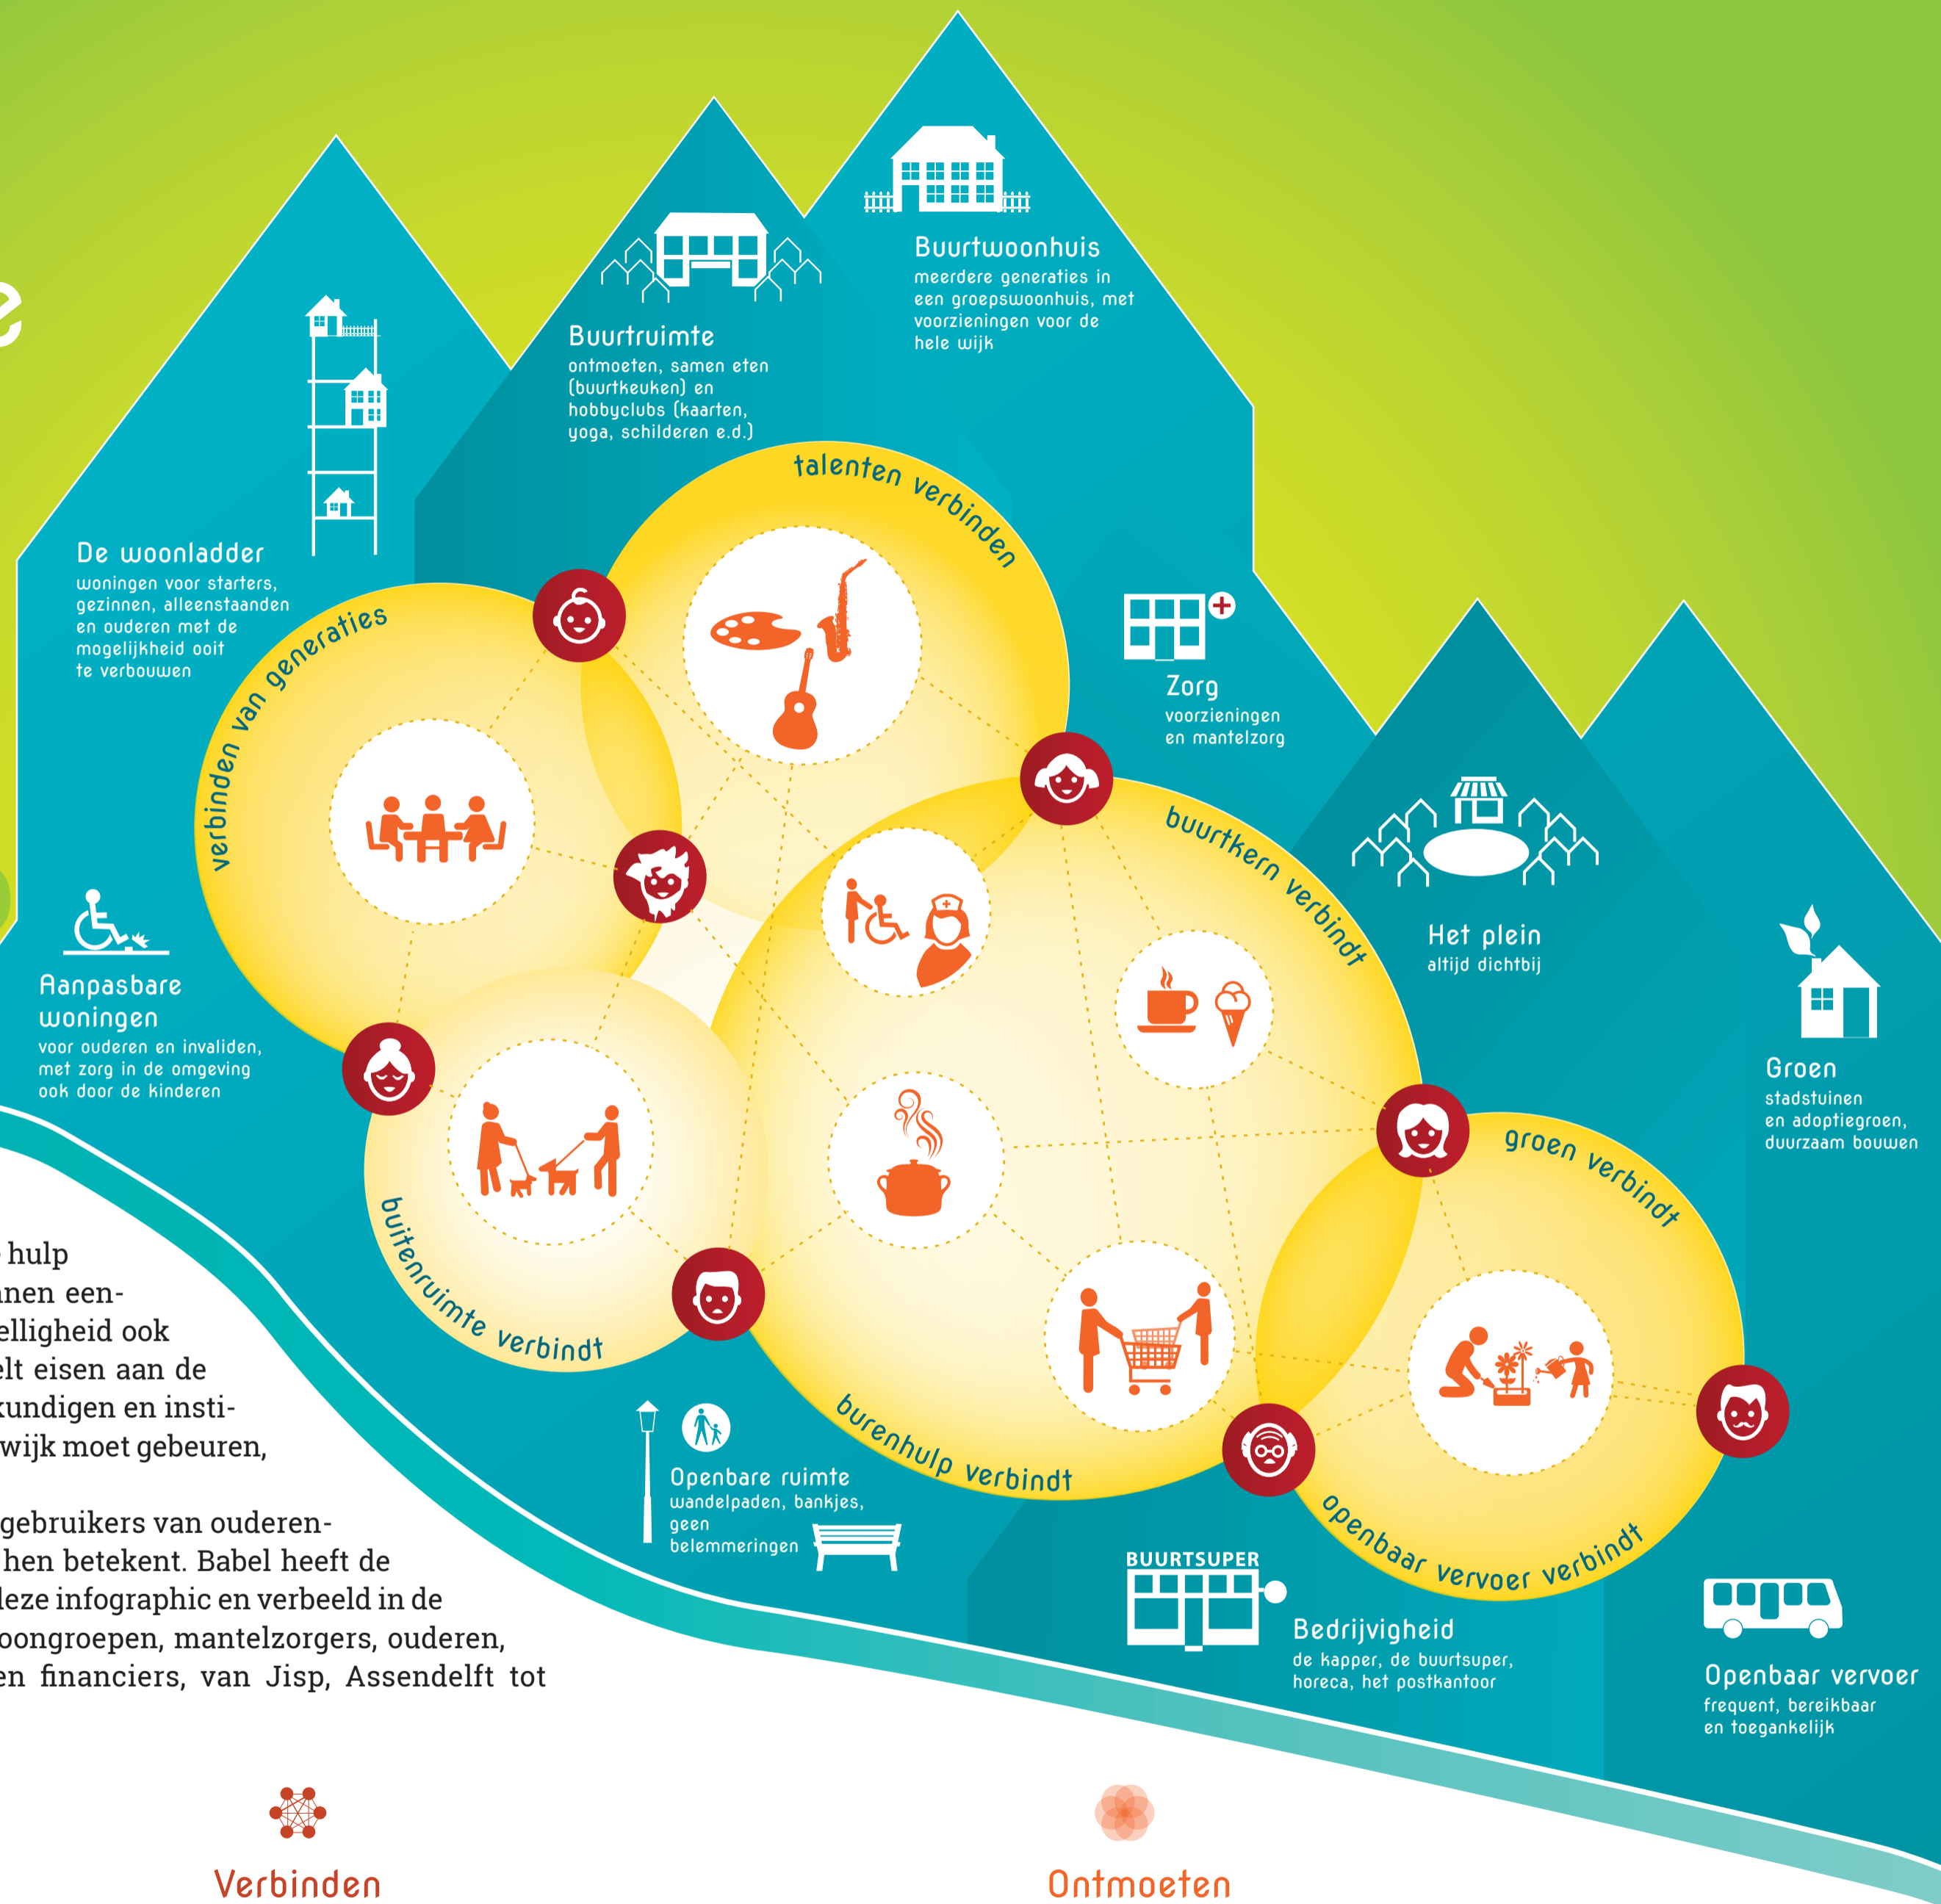 e
Buurtwoonhuis
meerdere generaties in
een groepswoonhuis, met
voorzieningen voor de
hele wijk
Buurtruimte
ontmoeten, samen eten
(buurtkeuken) en
hobbyclubs (kaarten,
yoga, schilderen e.d.)
De woonladder
woningen voor starters,
gezinnen, alleenstaanden
en ouderen met de
mogelijkheid ooit
te verbouwen
talenten verbinden
verbinden van generaties
Zorg
voorzieningen
en mantelzorg
buurtkern verbindt
Het plein
altijd dichtbij
Aanpasbare
woningen
voor ouderen en invaliden,
met zorg in de omgeving
ook door de kinderen
Groen
stadstuinen
en adoptiegroen,
duurzaam bouwen
groen verbindt
buitenruimte verbindt
burenhulp verbindt
openbaar vervoer verbindt
Openbare ruimte
wandelpaden, bankjes,
geen
belemmeringen
BUURTSUPER
Bedrijvigheid
de kapper, de buurtsuper,
horeca, het postkantoor
Openbaar vervoer
frequent, bereikbaar
en toegankelijk
hulp
nnen een-
elligheid ook
elt eisen aan de
kundigen en insti-
wijk moet gebeuren,
gebruikers van ouderen-
hen betekent. Babel heeft de
deze infographic en verbeeld in de
oongroepen, mantelzorgers, ouderen,
en financiers, van Jisp, Assendelft tot
Verbinden
Ontmoeten